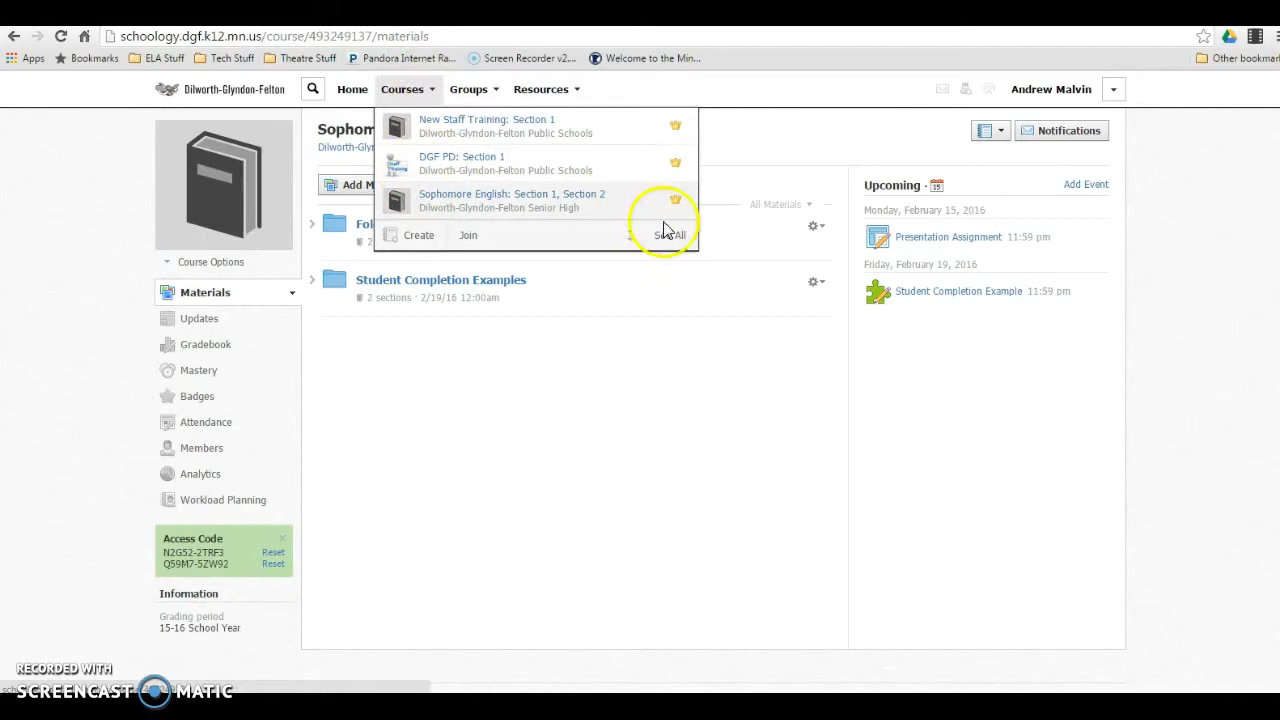 schoology.dgf.k12.mn.us/course/493249137/materials
Apps Bookmarks ELA Stuff Tech Stuff Theatre Stuff Pandora Internet Ra... Screen Recorder v2.... Welcome to the Min... Other bookmar
Dilworth-Glyndon-Felton Home Courses Groups Resources Andrew Malvin
New Staff Training: Section 1
Dilworth-Glyndon-Felton Public Schools
DGF PD: Section 1
Dilworth-Glyndon-Felton Public Schools
Sophomore English: Section 1, Section 2
Dilworth-Glyndon-Felton Senior High
Create Join All
Notifications
All Materials
Student Completion Examples
2 sections · 2/19/16 12:00am
Upcoming · 15 Add Event
Monday, February 15, 2016
Presentation Assignment 11:59 pm
Friday, February 19, 2016
Student Completion Example 11:59 pm
Course Options
Materials
Updates
Gradebook
Mastery
Badges
Attendance
Members
Analytics
Workload Planning
Access Code
N2G52-2TRF3 Reset
Q59M7-5ZW92 Reset
Information
Grading period
15-16 School Year
RECORDED WITH
SCREENCAST MATIC